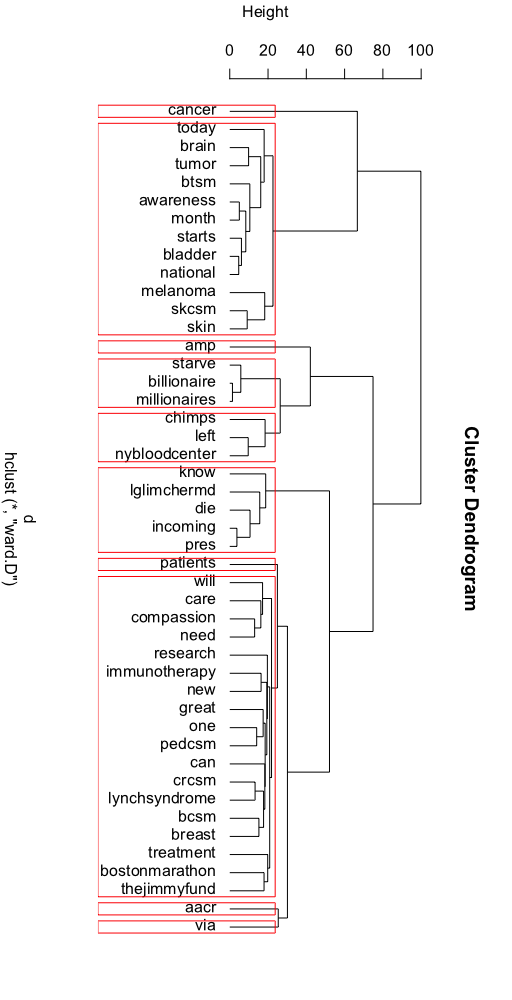 Height
0 20 40 60 80 100
cancer
today
brain
tumor
btsm
awareness
month
starts
bladder
national
melanoma
skcsm
skin
amp
starve
billionaire
millionaires
chimps
left
nybloodcenter
know
lglimchermd
die
incoming
pres
patients
will
care
compassion
need
research
immunotherapy
new
great
one
pedcsm
can
crcsm
lynchsyndrome
bcsm
breast
treatment
bostonmarathon
thejimmyfund
aacr
via
Cluster Dendrogram
d
hclust (*, "ward.D")